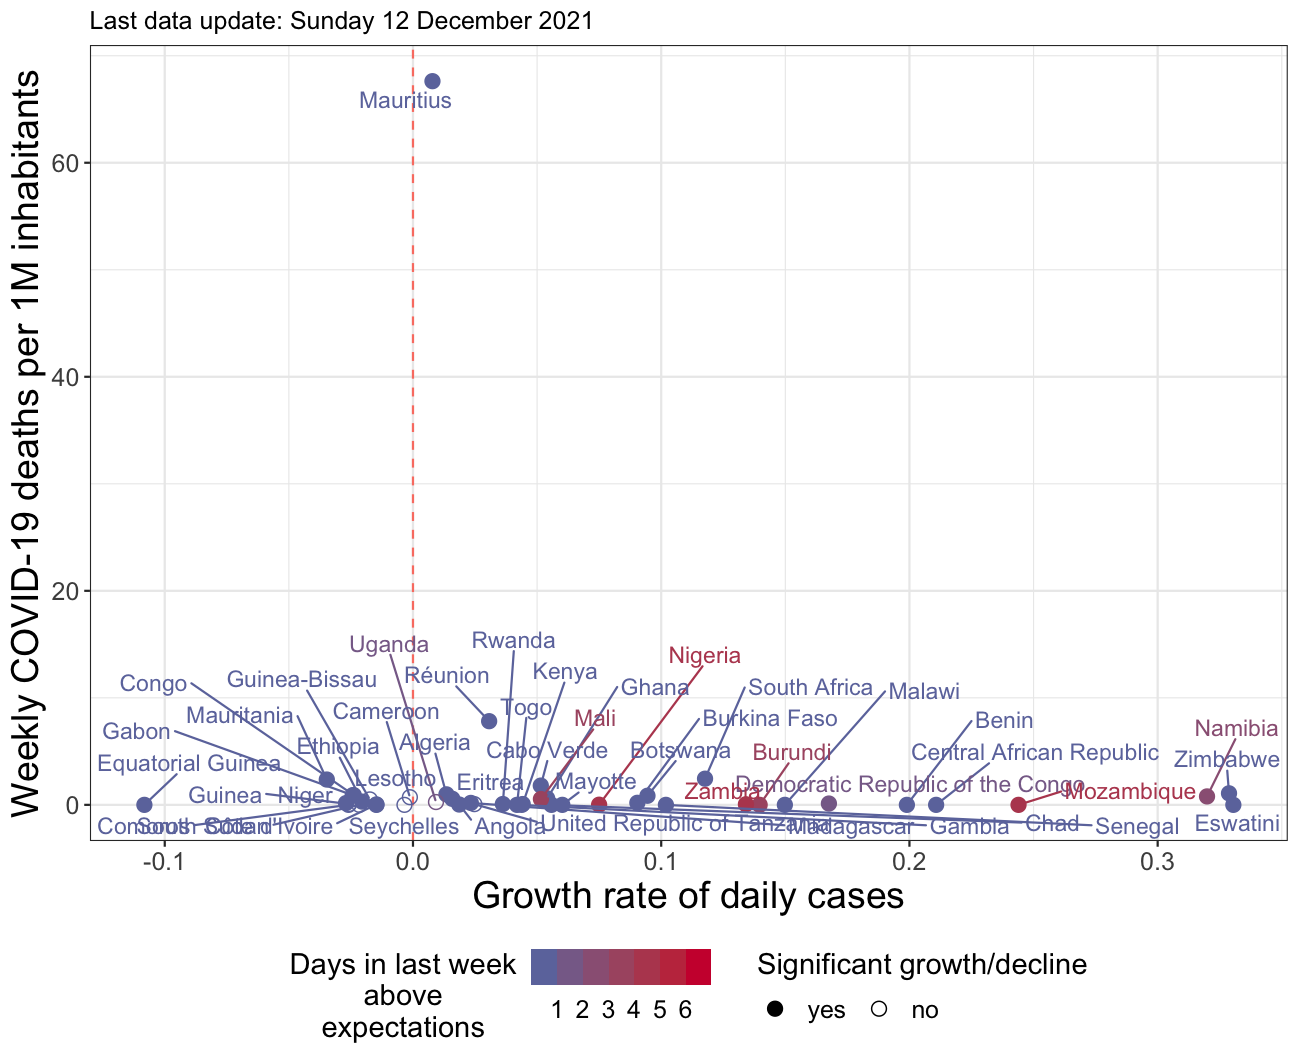 Last data update: Sunday 12 December 2021
Weekly COVID-19 deaths per 1M inhabitants
60
40
20
0
Mauritius
Uganda
Rwanda
Nigeria
Congo
Guinea-Bissau
Réunion
Kenya
Ghana
South Africa
Malawi
Mauritania
Cameroon
Togo
Mali
Burkina Faso
Benin
Gabon
Ethiopia
Algeria
Cabo Verde
Botswana
Burundi
Central African Republic
Namibia
Equatorial Guinea
Lesotho
Eritrea
Mayotte
Zambia
Democratic Republic of the Congo
Mozambique
Zimbabwe
Guinea
Niger
Comoros
South Sudan
Côte d'Ivoire
Seychelles
Angola
United Republic of Tanzania
Madagascar
Gambia
Chad
Senegal
Eswatini
-0.1
0.0
0.1
0.2
0.3
Growth rate of daily cases
Days in last week
above
expectations
1 2 3 4 5 6
Significant growth/decline
yes
no